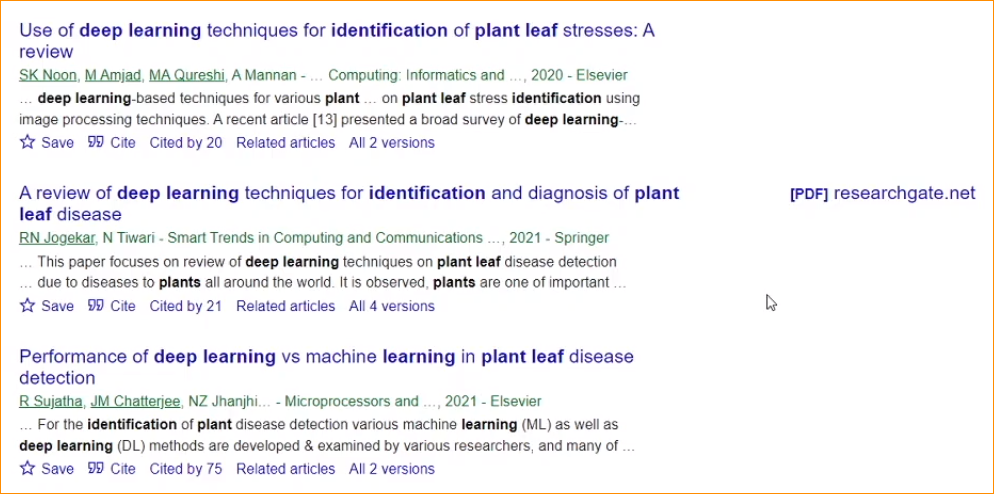 Use of deep learning techniques for identification of plant leaf stresses: A
review
SK Noon, M Amjad, MA Qureshi, A Mannan - … Computing: Informatics and …, 2020 - Elsevier
… deep learning-based techniques for various plant … on plant leaf stress identification using
image processing techniques. A recent article [13] presented a broad survey of deep learning-…
Save Cite Cited by 20 Related articles All 2 versions
A review of deep learning techniques for identification and diagnosis of plant
leaf disease
[PDF] researchgate.net
RN Jogekar, N Tiwari - Smart Trends in Computing and Communications …, 2021 - Springer
… This paper focuses on review of deep learning techniques on plant leaf disease detection
… due to diseases to plants all around the world. It is observed, plants are one of important …
Save Cite Cited by 21 Related articles All 4 versions
Performance of deep learning vs machine learning in plant leaf disease
detection
R Sujatha, JM Chatterjee, NZ Jhanjhi… - Microprocessors and …, 2021 - Elsevier
… For the identification of plant disease detection various machine learning (ML) as well as
deep learning (DL) methods are developed & examined by various researchers, and many of …
Save Cite Cited by 75 Related articles All 2 versions